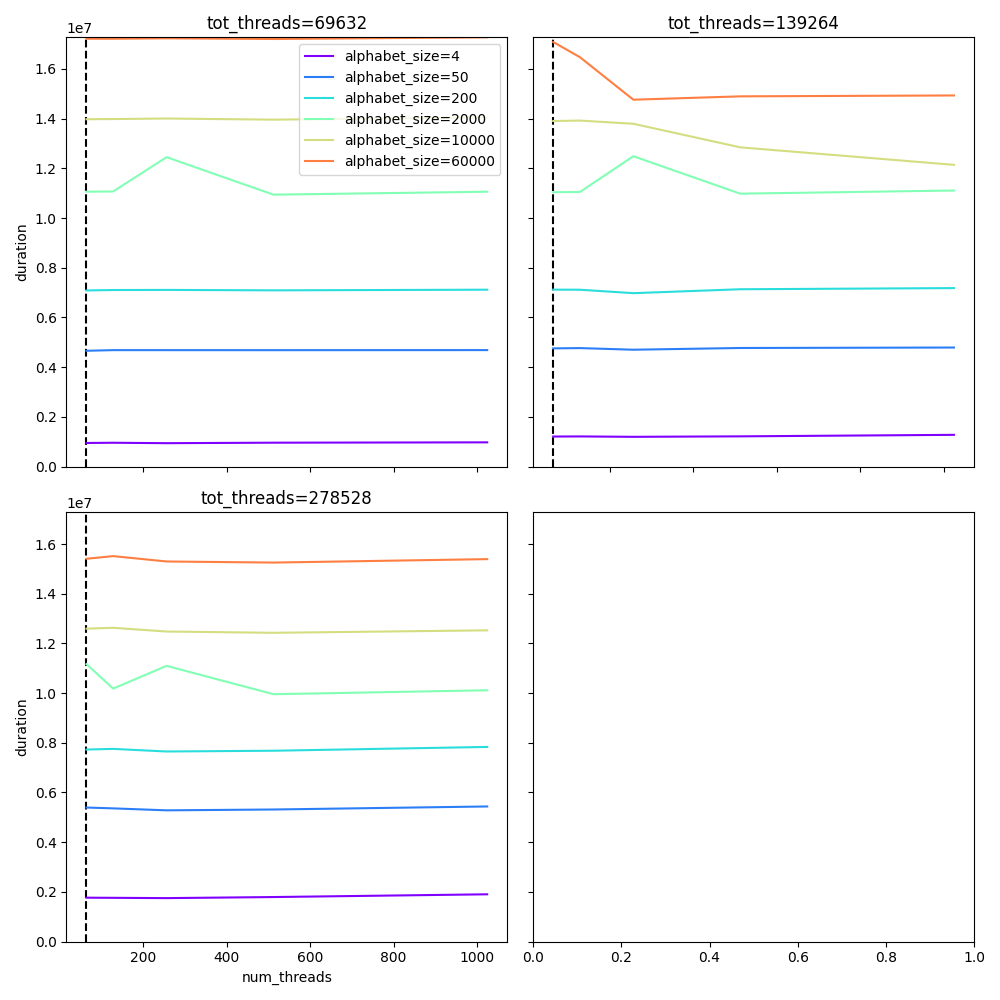 tot_threads=69632
1e7
1.6
1.4
1.2
1.0
0.8
0.6
0.4
0.2
0.0
duration
alphabet_size=4
alphabet_size=50
alphabet_size=200
alphabet_size=2000
alphabet_size=10000
alphabet_size=60000
tot_threads=139264
tot_threads=278528
1e7
1.6
1.4
1.2
1.0
0.8
0.6
0.4
0.2
0.0
duration
200 400 600 800 1000
num_threads
0.0 0.2 0.4 0.6 0.8 1.0